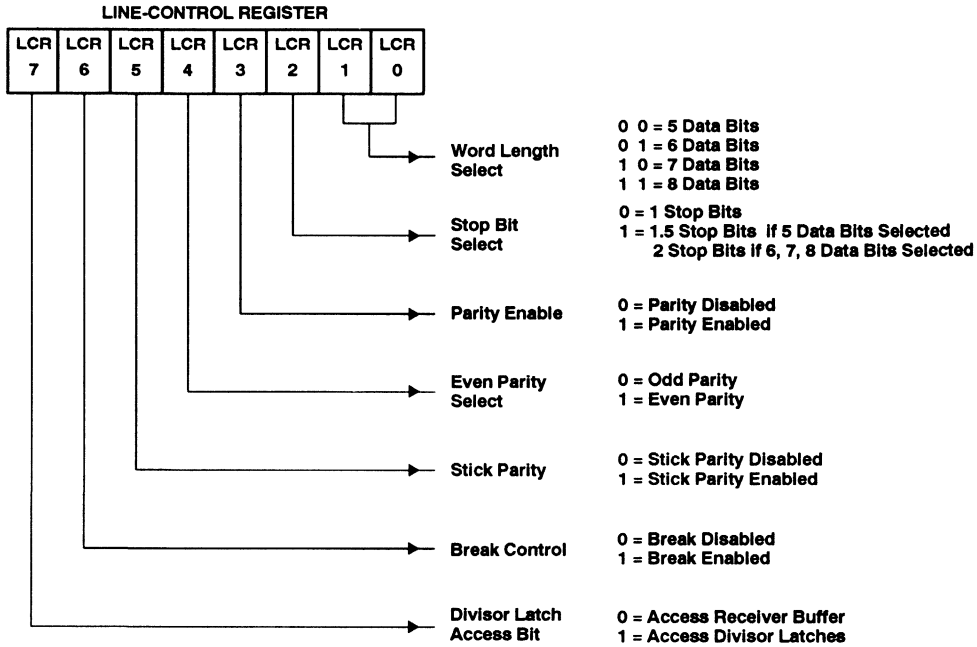 LINE-CONTROL REGISTER
LCR LCR LCR LCR LCR LCR LCR LCR
7 6 5 4 3 2 1 0
Word Length
Select
0 0 = 5 Data Bits
0 1 = 6 Data Bits
1 0 = 7 Data Bits
1 1 = 8 Data Bits
Stop Bit
Select
0 = 1 Stop Bits
1 = 1.5 Stop Bits if 5 Data Bits Selected
2 Stop Bits if 6, 7, 8 Data Bits Selected
Parity Enable
0 = Parity Disabled
1 = Parity Enabled
Even Parity
Select
0 = Odd Parity
1 = Even Parity
Stick Parity
0 = Stick Parity Disabled
1 = Stick Parity Enabled
Break Control
0 = Break Disabled
1 = Break Enabled
Divisor Latch
Access Bit
0 = Access Receiver Buffer
1 = Access Divisor Latches